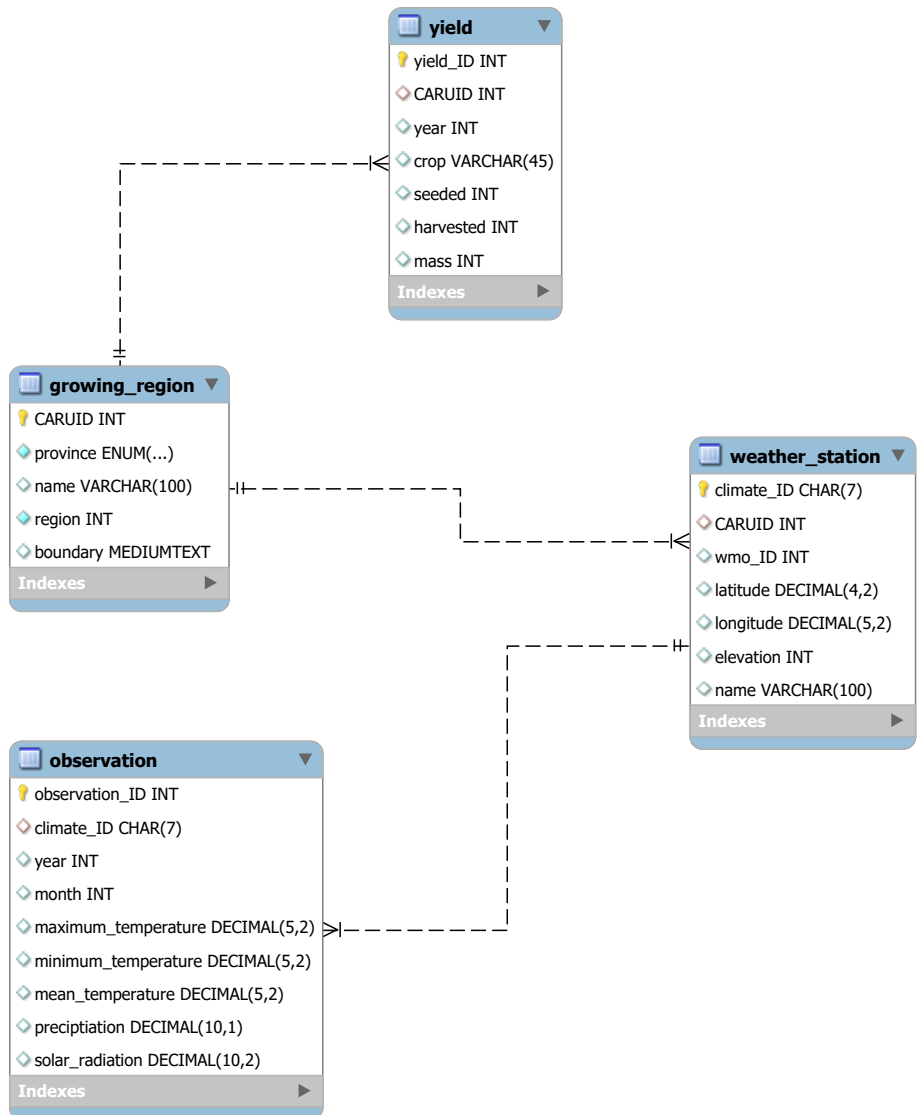 yield
yield_ID INT
CARUID INT
year INT
crop VARCHAR(45)
seeded INT
harvested INT
mass INT
Indexes
growing_region
CARUID INT
province ENUM(...)
name VARCHAR(100)
region INT
boundary MEDIUMTEXT
Indexes
weather_station
climate_ID CHAR(7)
CARUID INT
wmo_ID INT
latitude DECIMAL(4,2)
longitude DECIMAL(5,2)
elevation INT
name VARCHAR(100)
Indexes
observation
observation_ID INT
climate_ID CHAR(7)
year INT
month INT
maximum_temperature DECIMAL(5,2)
minimum_temperature DECIMAL(5,2)
mean_temperature DECIMAL(5,2)
preciptiation DECIMAL(10,1)
solar_radiation DECIMAL(10,2)
Indexes